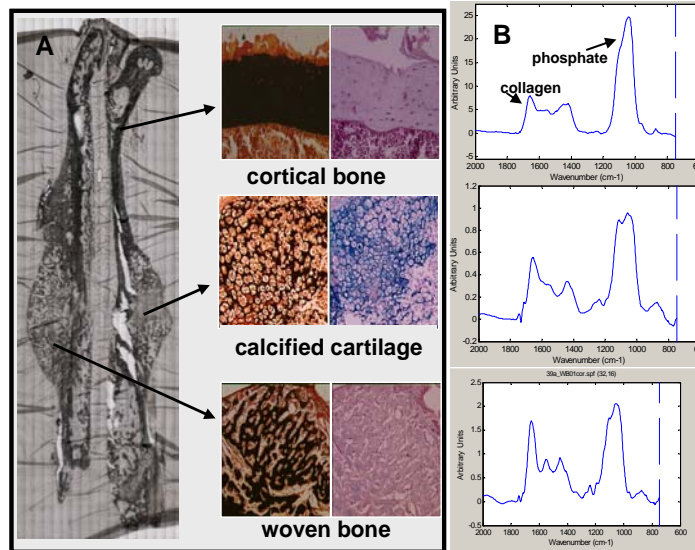 A
cortical bone
calcified cartilage
woven bone
B
phosphate
collagen
Arbitrary Units
25
20
15
10
5
0
5
2000 1800 1600 1400 1200 1000 800 600
Wavenumber (cm-1)
Arbitrary Units
1.2
1
0.8
0.6
0.4
0.2
0
-0.2
2000 1800 1600 1400 1200 1000 800 600
Wavenumber (cm-1)
39a_WB01cor.spf (32,16)
Arbitrary Units
2.5
2
1.5
1
0.5
0
-0.5
2000 1800 1600 1400 1200 1000 800 600
Wavenumber (cm-1)